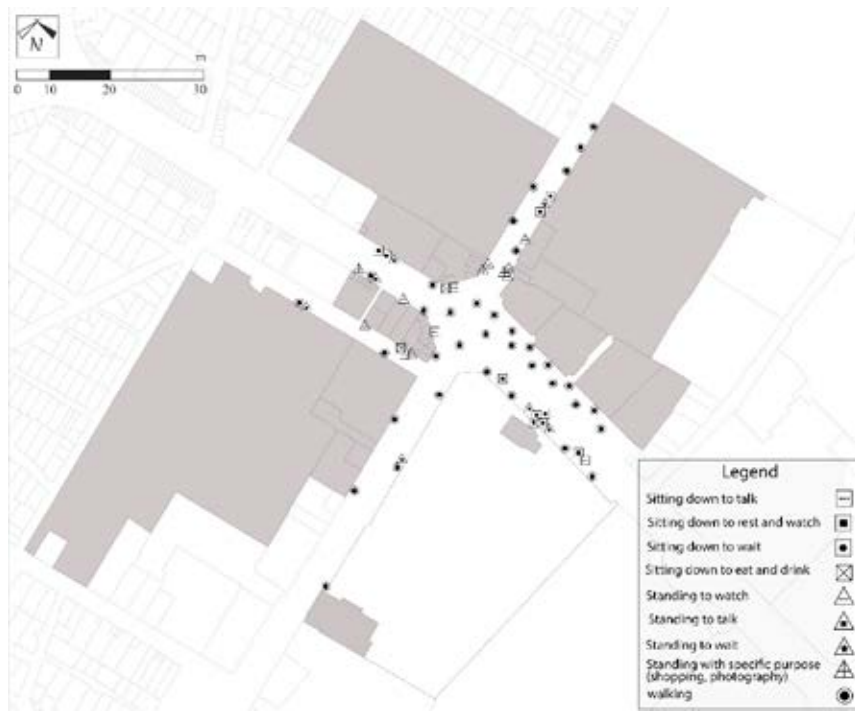 N
m
0 10 20 30
Legend
Sitting down to talk
Sitting down to rest and watch
Sitting down to wait
Sitting down to eat and drink
Standing to watch
Standing to talk
Standing to wait
Standing with specific purpose
(shopping, photography)
walking